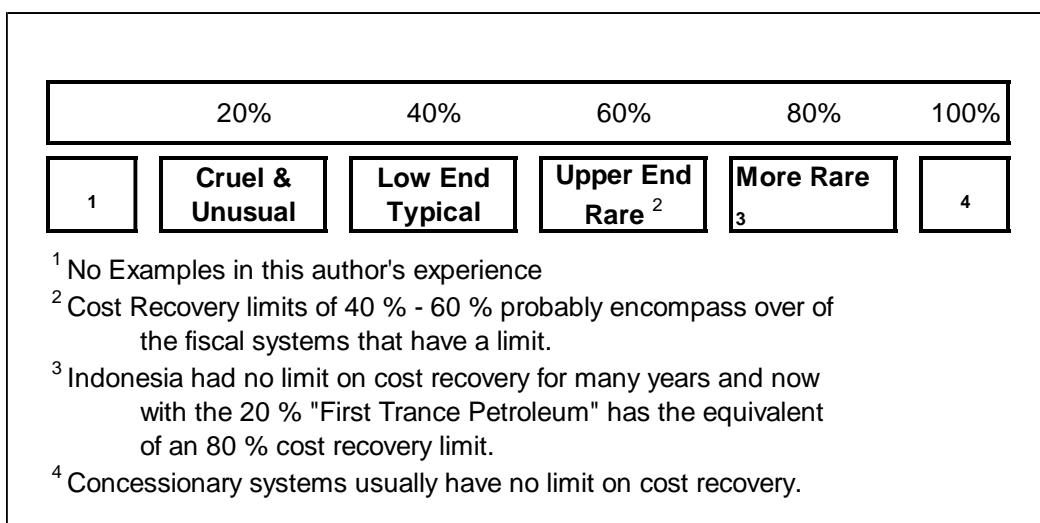 20% 40% 60% 80% 100%
1 Cruel & Low End Upper End More Rare 4
Unusual Typical Rare 2 3
1 No Examples in this author's experience
2 Cost Recovery limits of 40 % - 60 % probably encompass over of
the fiscal systems that have a limit.
3 Indonesia had no limit on cost recovery for many years and now
with the 20 % "First Trance Petroleum" has the equivalent
of an 80 % cost recovery limit.
4 Concessionary systems usually have no limit on cost recovery.